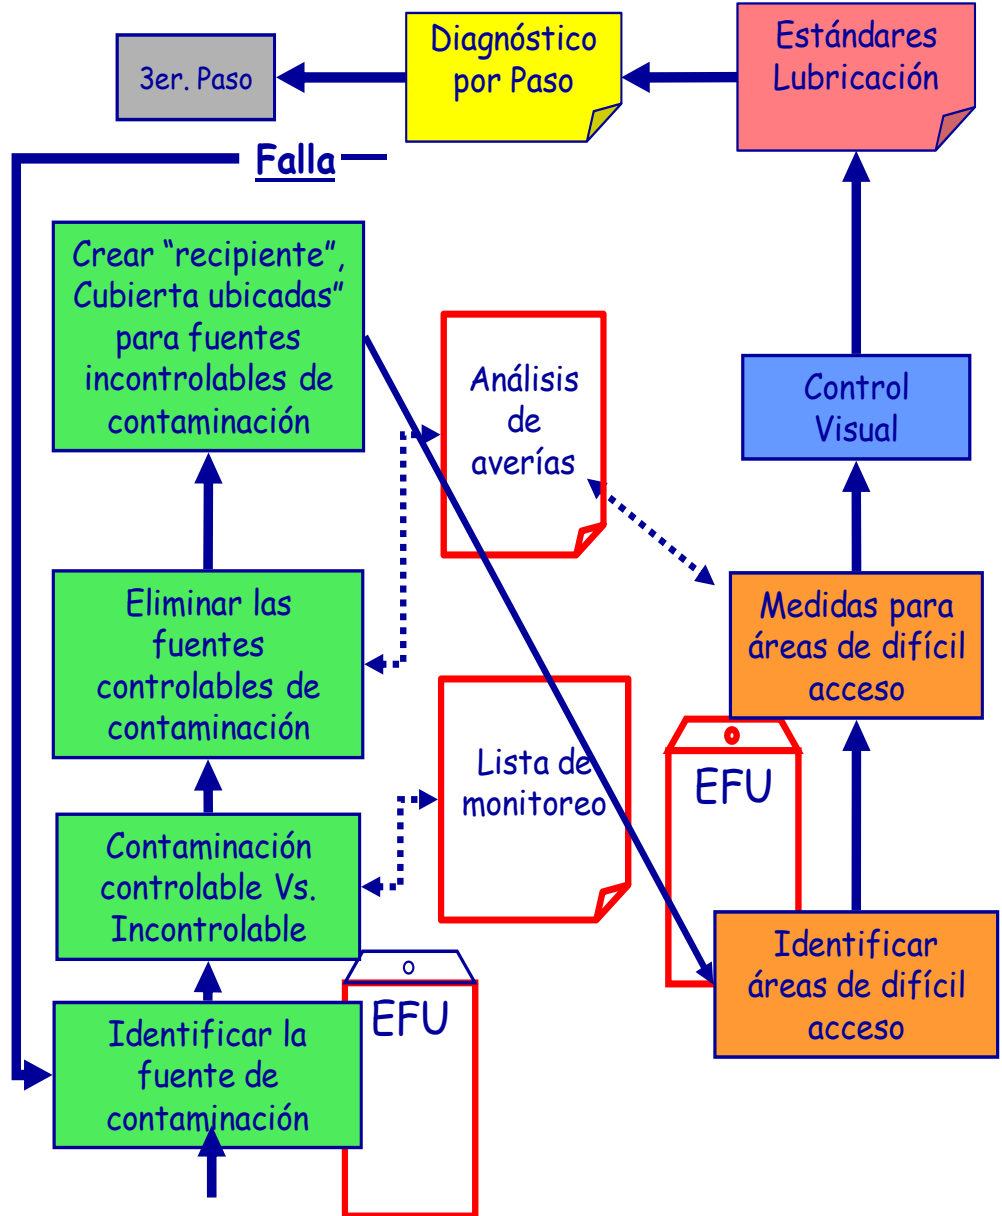 3er. Paso
Diagnóstico
por Paso
Estándares
Lubricación
Falla
Crear “recipiente”,
Cubierta ubicadas”
para fuentes
incontrolables de
contaminación
Análisis
de
averías
Control
Visual
Eliminar las
fuentes
controlables de
contaminación
Medidas para
áreas de difícil
acceso
Lista de
monitoreo
EFU
Contaminación
controlable Vs.
Incontrolable
Identificar
áreas de difícil
acceso
Identificar la
fuente de
contaminación
EFU